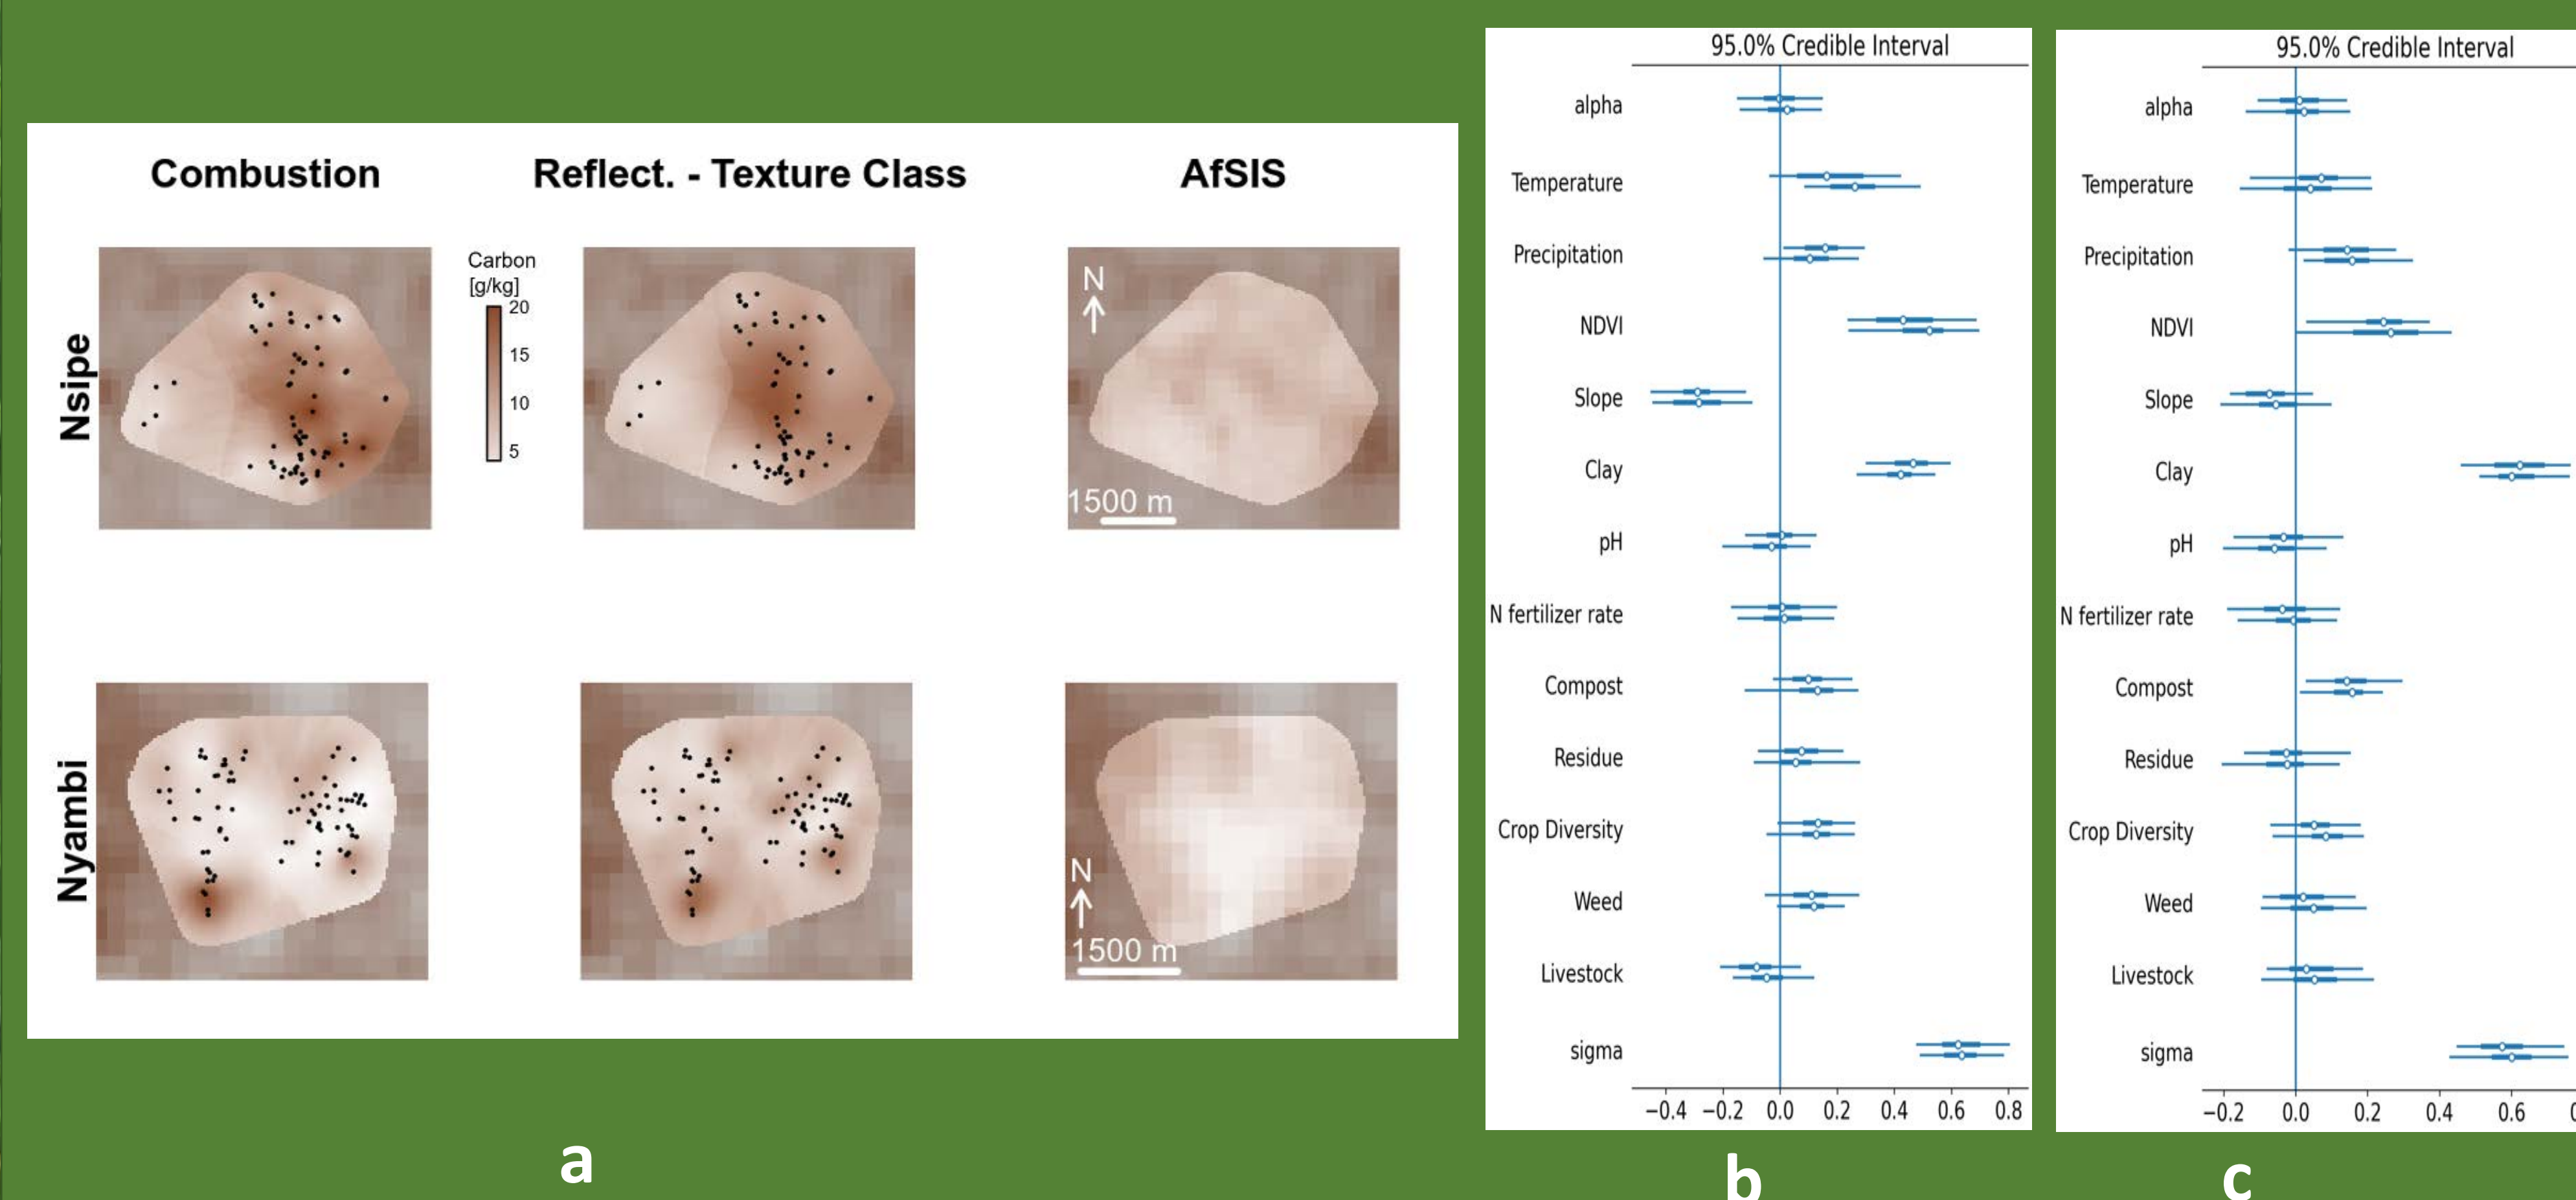 Combustion
Reflect. - Texture Class
AfSIS
Nsipe
Carbon
[g/kg]
20
15
10
5
N
1500 m
Nyambi
N
1500 m
a
95.0% Credible Interval
alpha
Temperature
Precipitation
NDVI
Slope
Clay
pH
N fertilizer rate
Compost
Residue
Crop Diversity
Weed
Livestock
sigma
−0.4 −0.2 0.0 0.2 0.4 0.6 0.8
b
95.0% Credible Interval
alpha
Temperature
Precipitation
NDVI
Slope
Clay
pH
N fertilizer rate
Compost
Residue
Crop Diversity
Weed
Livestock
sigma
−0.2 0.0 0.2 0.4 0.6
c